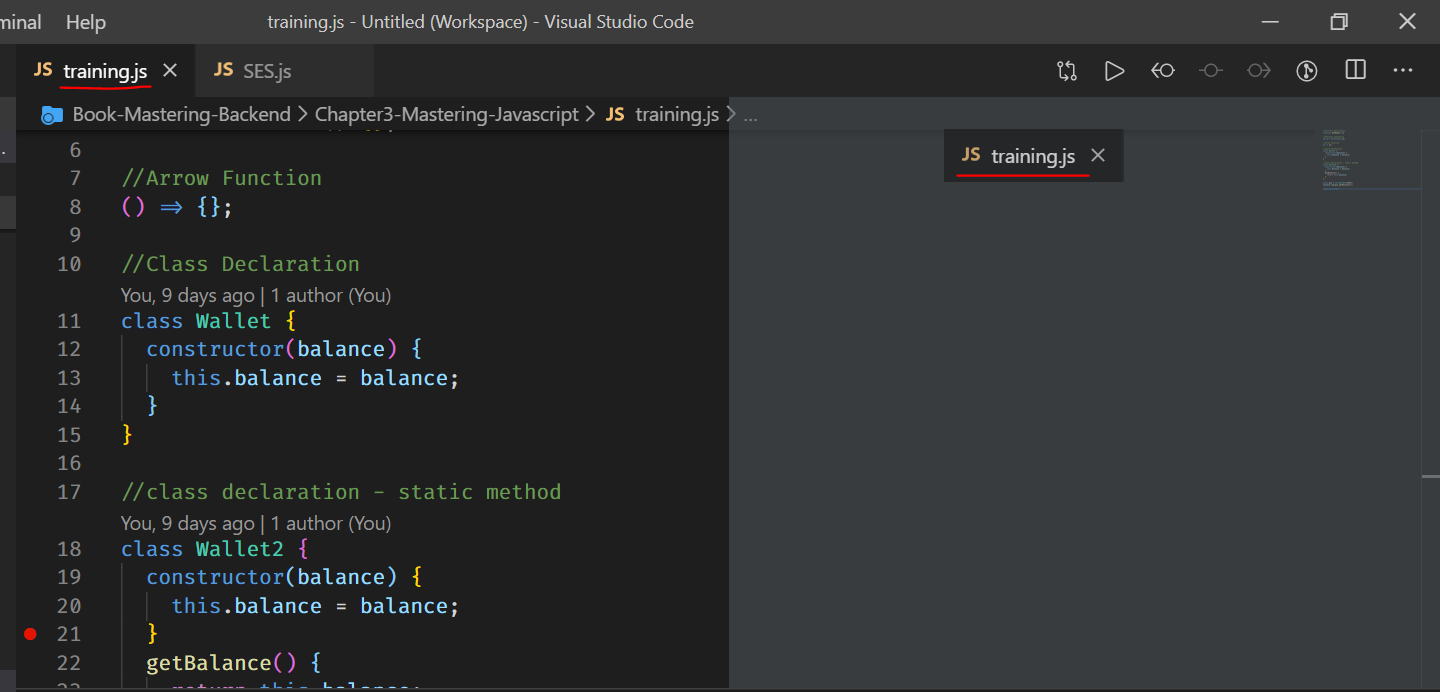 minal Help training.js - Untitled (Workspace) - Visual Studio Code
JS training.js SES.js
Book-Mastering-Backend > Chapter3-Mastering-Javascript > JS training.js > ...
JS training.js
6
7 //Arrow Function
8 () => {};
9
10 //Class Declaration
You, 9 days ago | 1 author (You)
11 class Wallet {
12 constructor(balance) {
13 this.balance = balance;
14 }
15 }
16
17 //class declaration - static method
You, 9 days ago | 1 author (You)
18 class Wallet2 {
19 constructor(balance) {
20 this.balance = balance;
21 }
22 getBalance() {